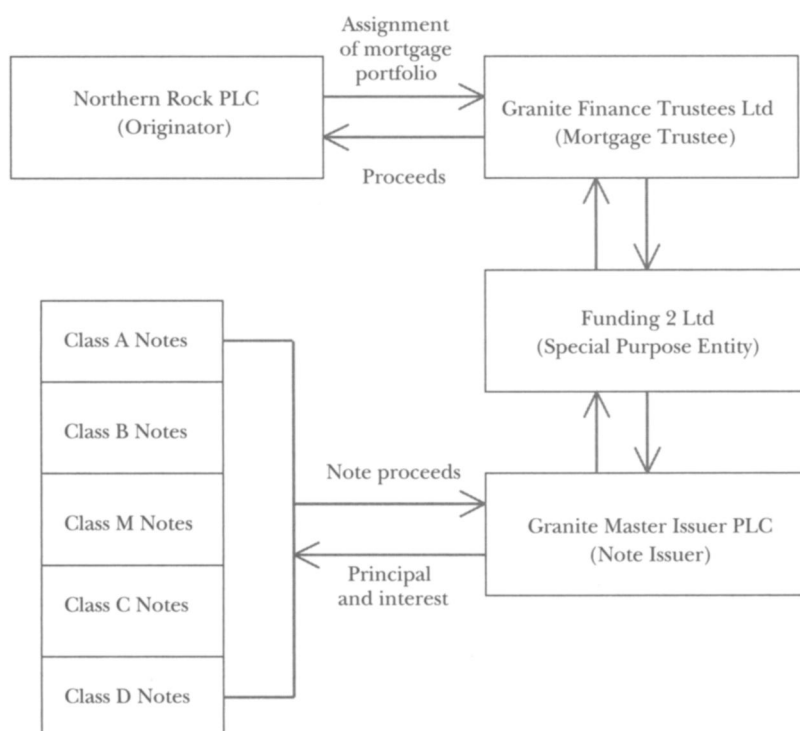 Assignment
of mortgage
portfolio
Northern Rock PLC
(Originator)
Granite Finance Trustees Ltd
(Mortgage Trustee)
Proceeds
Funding 2 Ltd
(Special Purpose Entity)
Class A Notes
Class B Notes
Class M Notes
Class C Notes
Class D Notes
Note proceeds
Granite Master Issuer PLC
(Note Issuer)
Principal
and interest